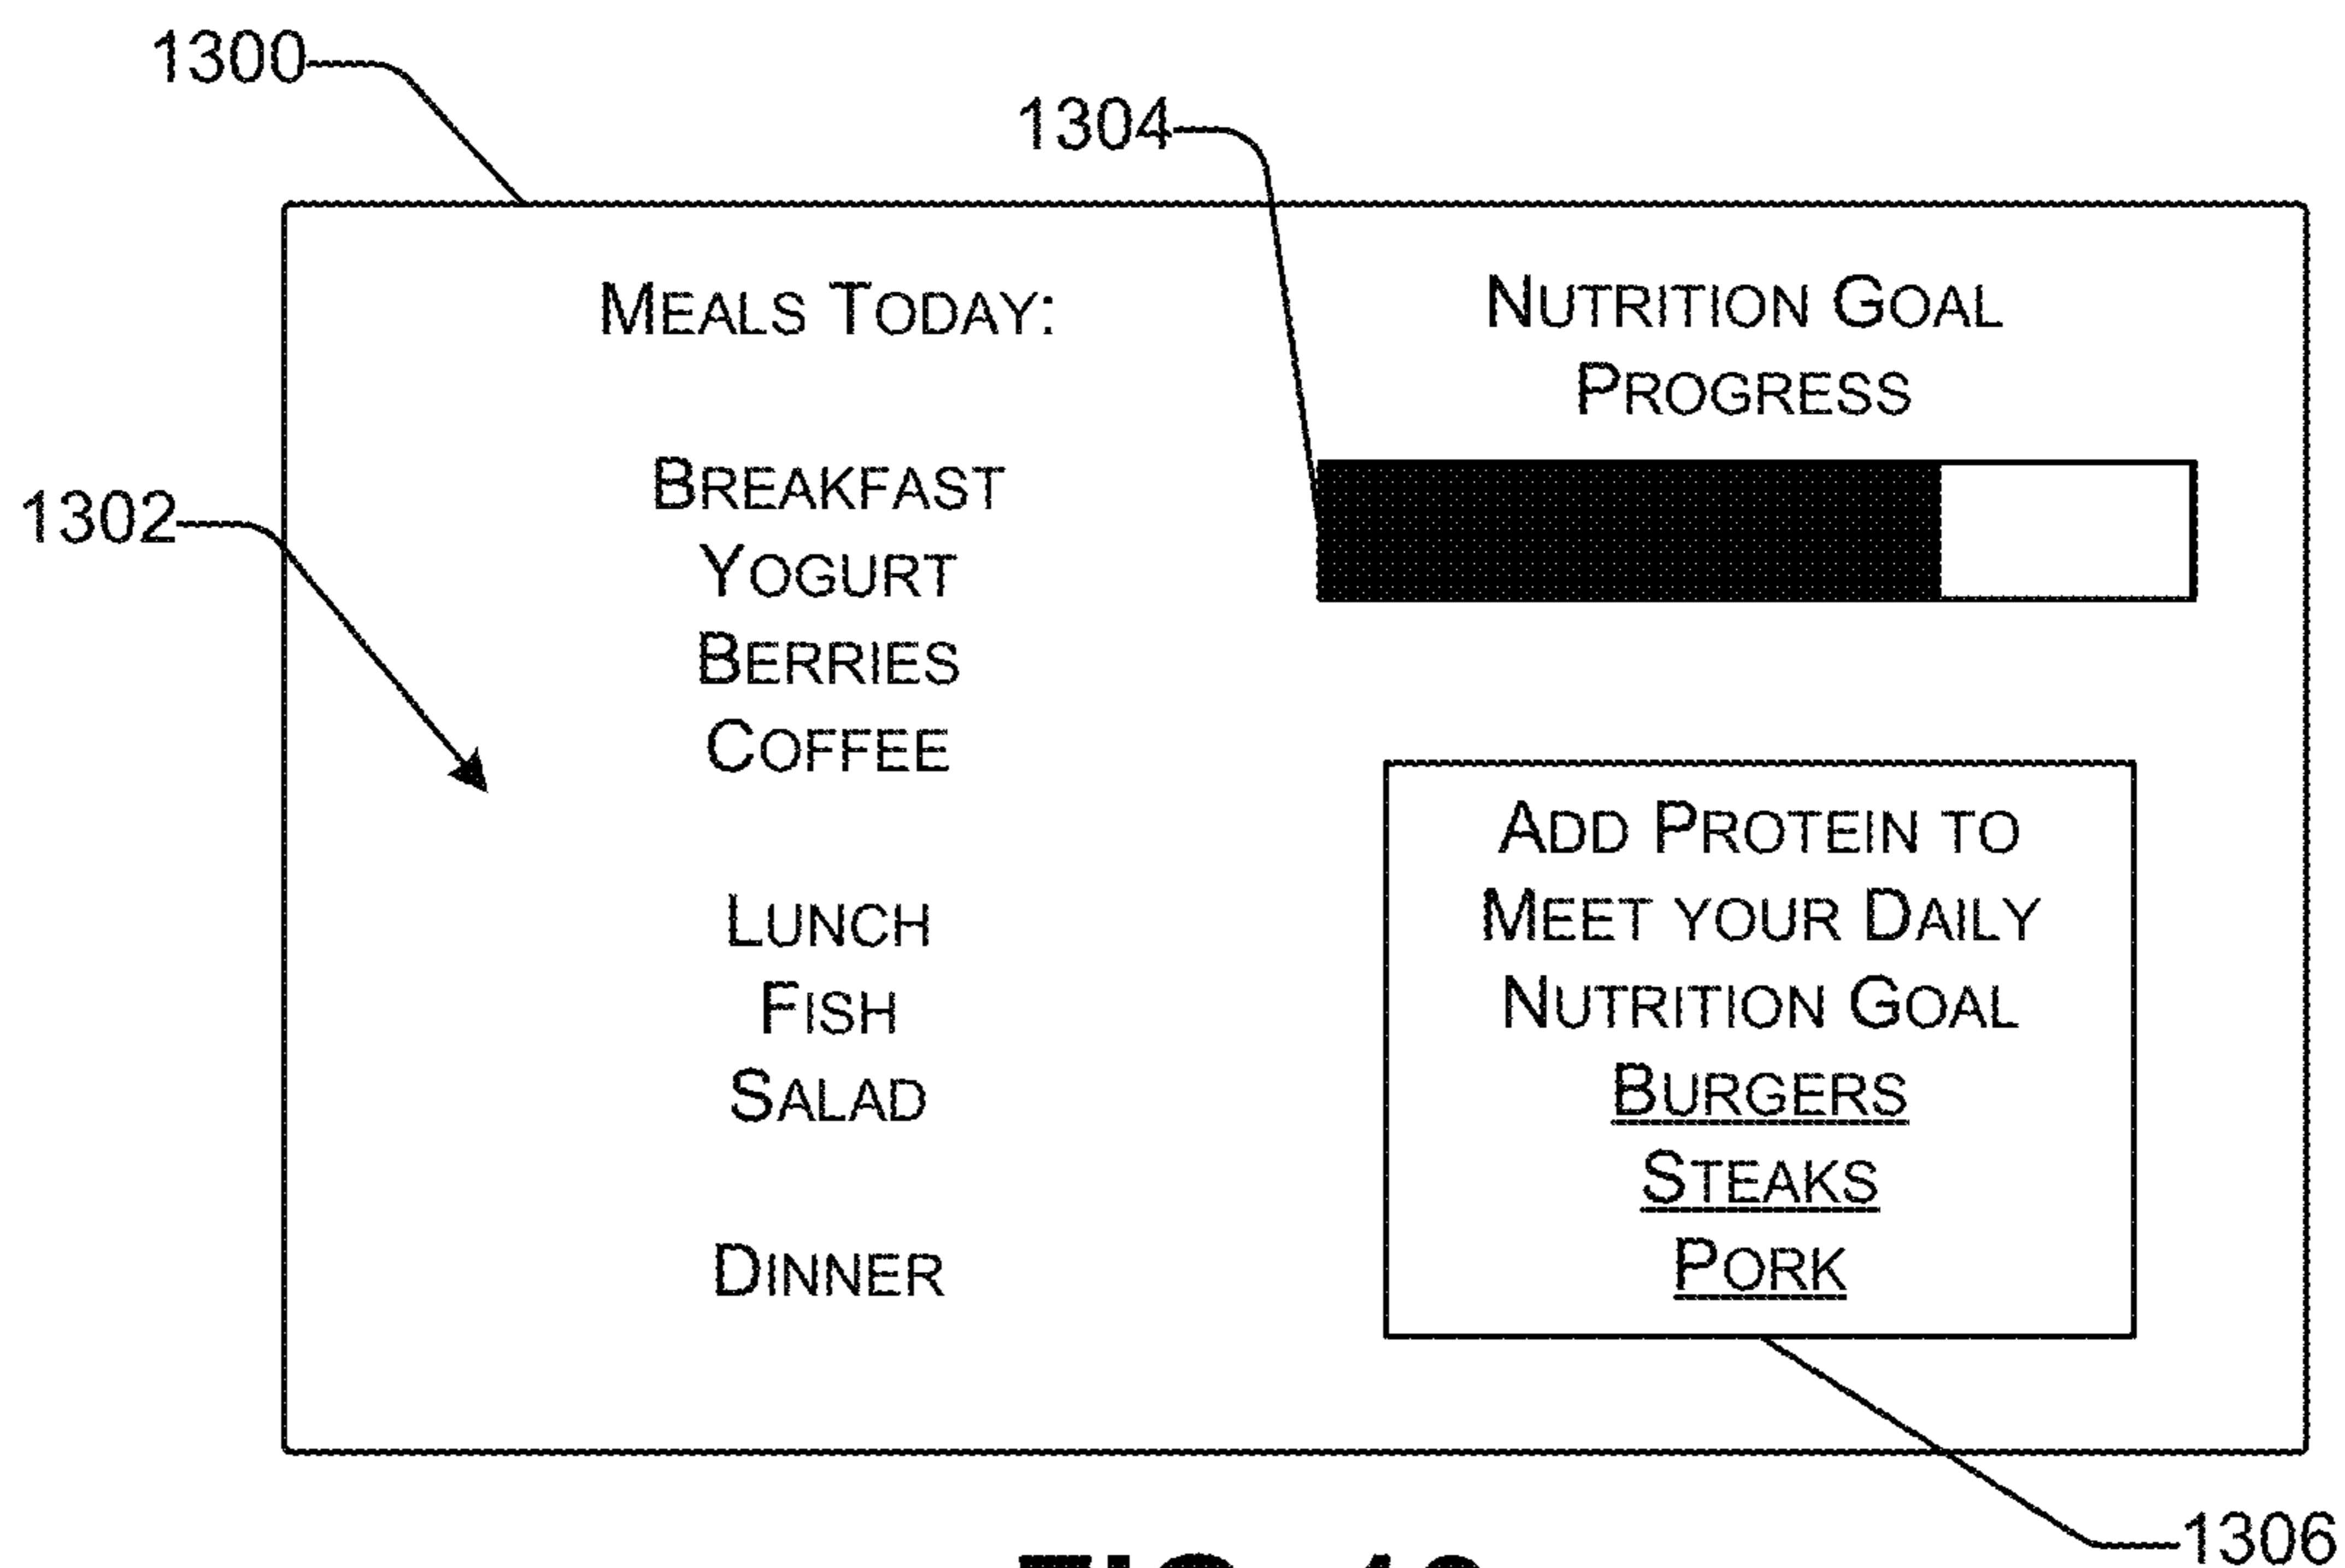 1300
1304
MEALS TODAY:
BREAKFAST
YOGURT
BERRIES
COFFEE
LUNCH
FISH
SALAD
DINNER
1302
NUTRITION GOAL
PROGRESS
ADD PROTEIN TO
MEET YOUR DAILY
NUTRITION GOAL
BURGERS
STEAKS
PORK
1306